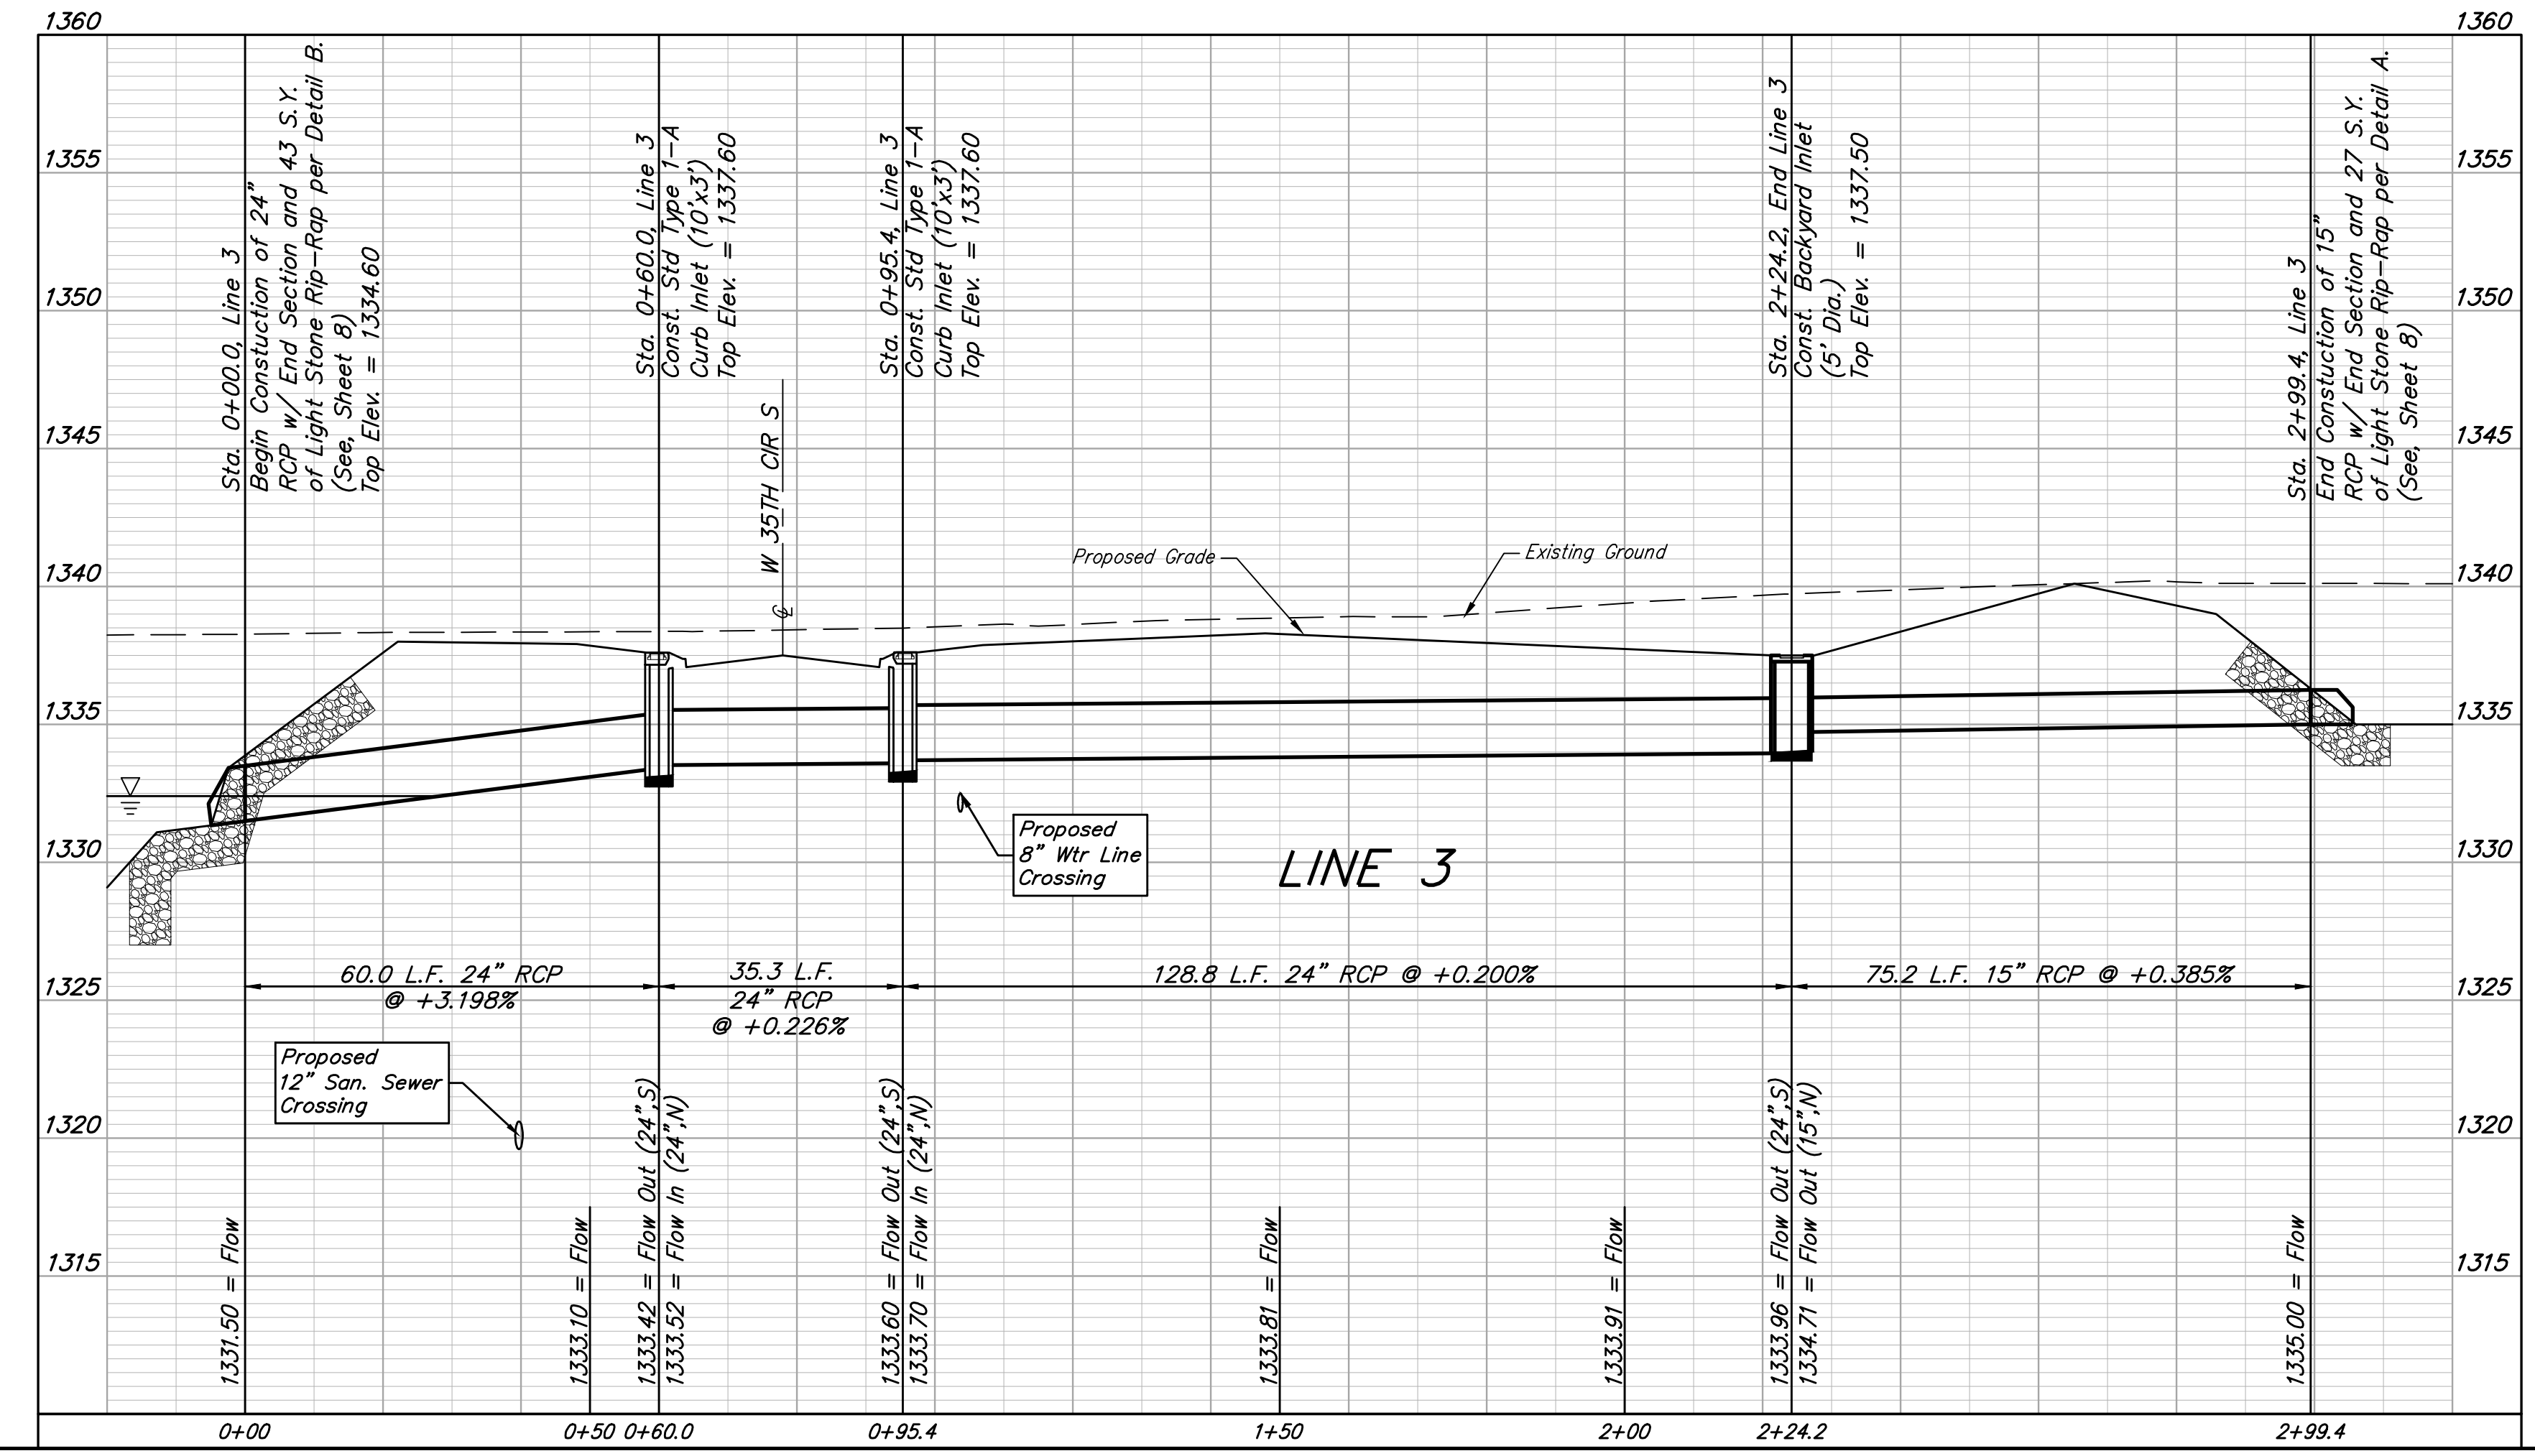 1360
1360
1355
1355
1350
1350
1345
1345
1340
1340
1335
1335
1330
1330
1325
1325
1320
1320
1315
1315
Sta. 0+00.0, Line 3
Begin Constuction of 24"
RCP w/ End Section and 43 S.Y.
of Light Stone Rip-Rap per Detail B.
(See, Sheet 8)
Top Elev. = 1334.60
Sta. 0+60.0, Line 3
Const. Std Type 1-A
Curb Inlet (10'x3')
Top Elev. = 1337.60
W 35TH CIR S
℄
Sta. 0+95.4, Line 3
Const. Std Type 1-A
Curb Inlet (10'x3')
Top Elev. = 1337.60
Sta. 2+24.2, End Line 3
Const. Backyard Inlet
(5' Dia.)
Top Elev. = 1337.50
Sta. 2+99.4, Line 3
End Constuction of 15"
RCP w/ End Section and 27 S.Y.
of Light Stone Rip-Rap per Detail A.
(See, Sheet 8)
Proposed Grade
Existing Ground
Proposed
8" Wtr Line
Crossing
LINE 3
60.0 L.F. 24" RCP
@ +3.198%
35.3 L.F.
24" RCP
@ +0.226%
128.8 L.F. 24" RCP @ +0.200%
75.2 L.F. 15" RCP @ +0.385%
Proposed
12" San. Sewer
Crossing
1331.50 = Flow
1333.10 = Flow
1333.42 = Flow Out (24",S)
1333.52 = Flow In (24",N)
1333.60 = Flow Out (24",S)
1333.70 = Flow In (24",N)
1333.81 = Flow
1333.91 = Flow
1333.96 = Flow Out (24",S)
1334.71 = Flow Out (15",N)
1335.00 = Flow
0+00
0+50
0+60.0
0+95.4
1+50
2+00
2+24.2
2+99.4